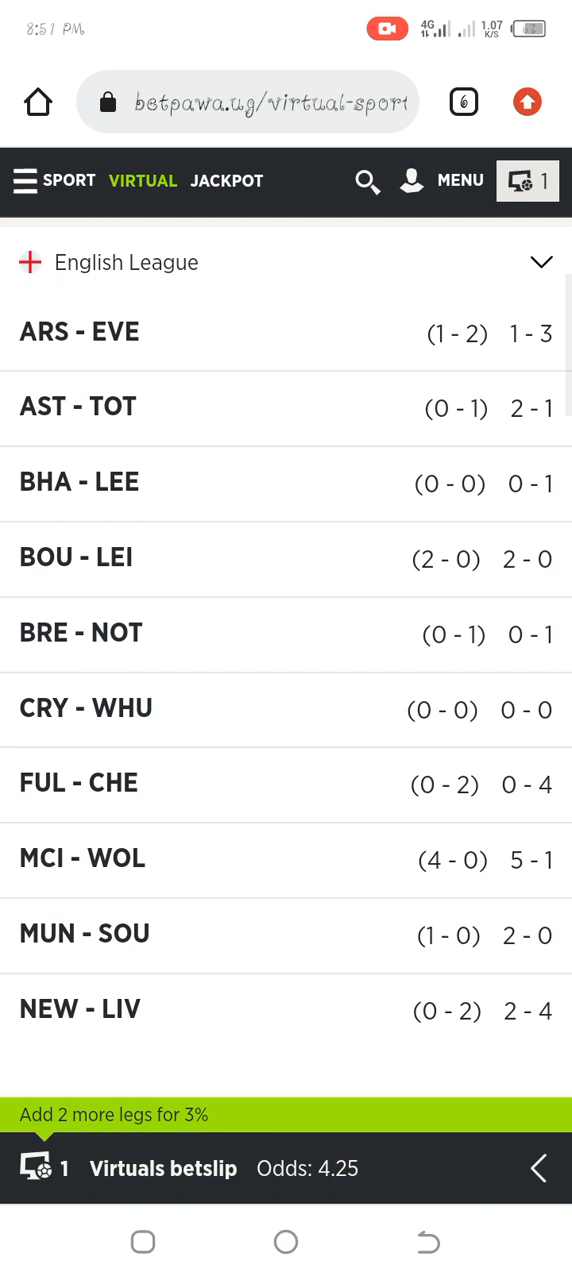 8:51 PM 4G 1.07 K/S
betpawa.ug/virtual-sport 6
SPORT VIRTUAL JACKPOT MENU 1
English League
ARS - EVE (1 - 2) 1 - 3
AST - TOT (0 - 1) 2 - 1
BHA - LEE (0 - 0) 0 - 1
BOU - LEI (2 - 0) 2 - 0
BRE - NOT (0 - 1) 0 - 1
CRY - WHU (0 - 0) 0 - 0
FUL - CHE (0 - 2) 0 - 4
MCI - WOL (4 - 0) 5 - 1
MUN - SOU (1 - 0) 2 - 0
NEW - LIV (0 - 2) 2 - 4
Add 2 more legs for 3%
1 Virtuals betslip Odds: 4.25